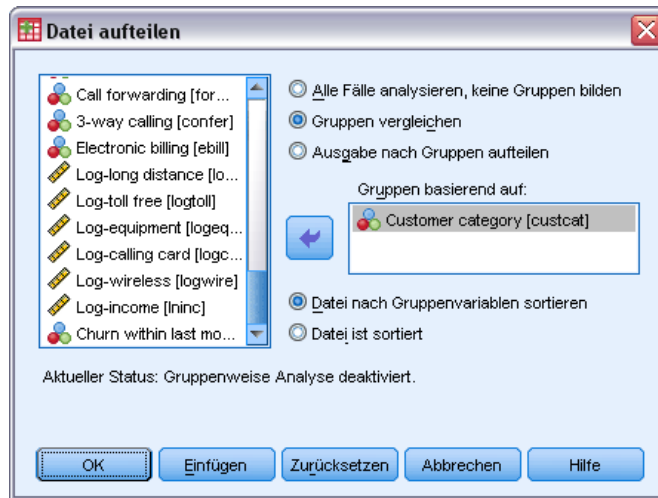 Datei aufteilen
Call forwarding [for...
3-way calling [confer]
Electronic billing [ebill]
Log-long distance [lo...
Log-toll free [logtoll]
Log-equipment [logeq...
Log-calling card [logc...
Log-wireless [logwire]
Log-income [lninc]
Churn within last mo...
Alle Fälle analysieren, keine Gruppen bilden
Gruppen vergleichen
Ausgabe nach Gruppen aufteilen
Gruppen basierend auf:
Customer category [custcat]
Datei nach Gruppenvariablen sortieren
Datei ist sortiert
Aktueller Status: Gruppenweise Analyse deaktiviert.
OK Einfügen Zurücksetzen Abbrechen Hilfe